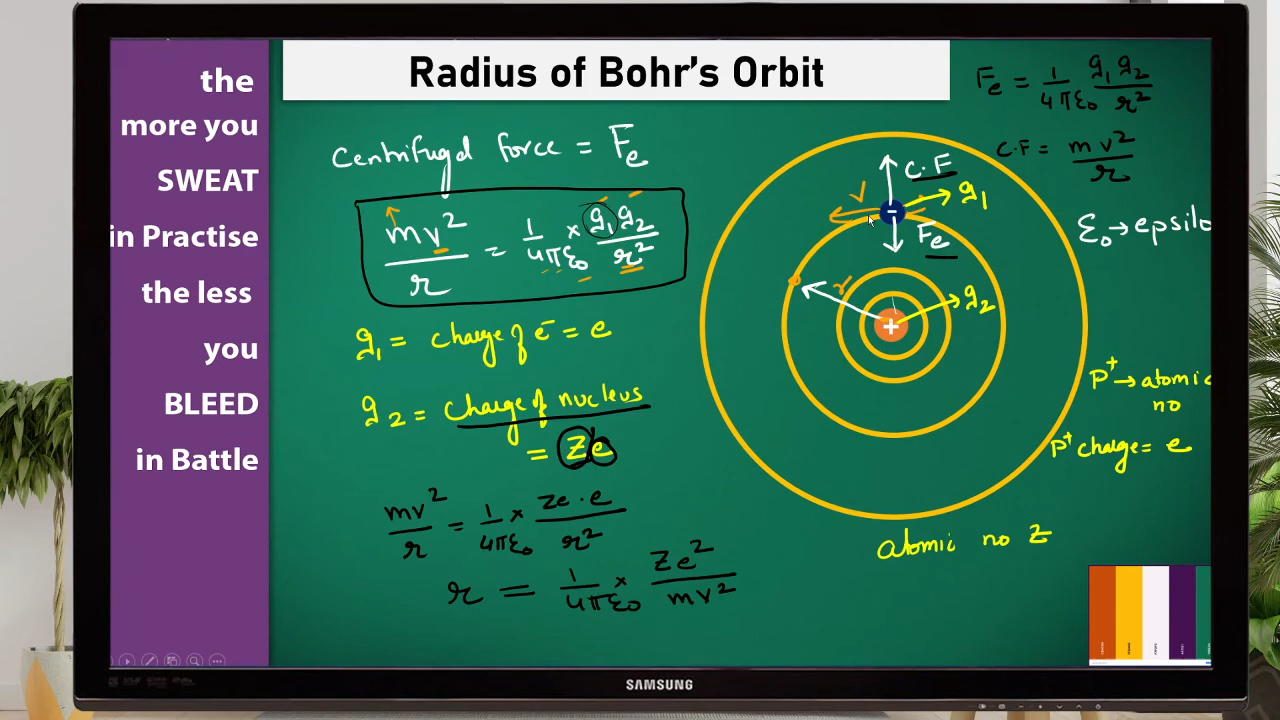 the
more you
SWEAT
in Practise
the less
you
BLEED
in Battle
Radius of Bohr's Orbit
Centrifugal force = Fe
mv²/r = 1/4πε₀ × q₁q₂/r²
q₁ = charge of e⁻ = e
q₂ = charge of nucleus
= Ze
mv²/r = 1/4πε₀ × Ze·e/r²
r = 1/4πε₀ × Ze²/mv²
Fe = 1/4πε₀ q₁q₂/r²
C.F = mv²/r
ε₀ → epsilo
C.F
v
q₁
-
Fe
r
q₂
+
P⁺ → atomic
no
P⁺ charge = e
atomic no Z
SAMSUNG